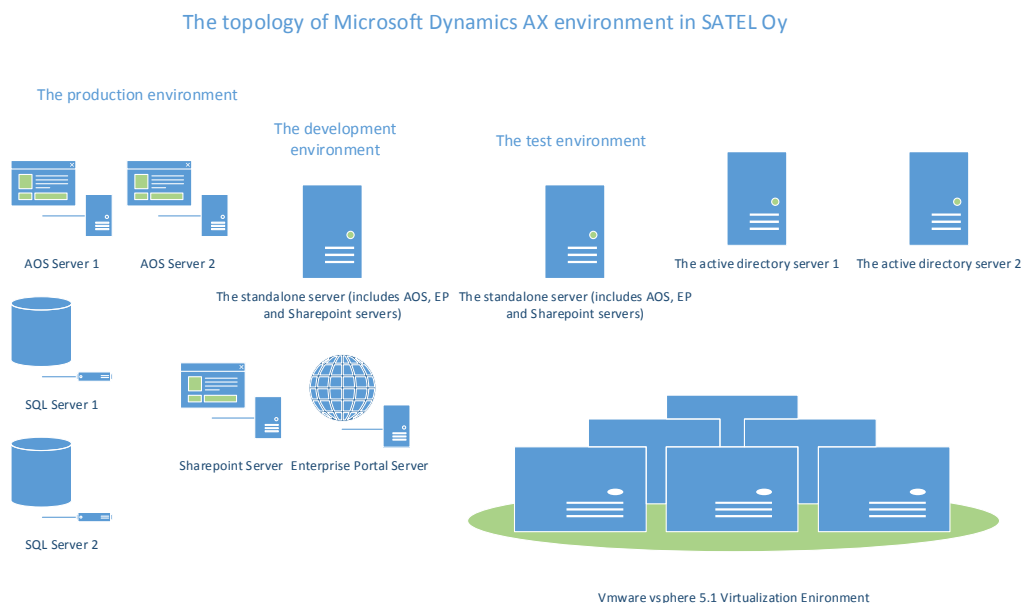 The topology of Microsoft Dynamics AX environment in SATEL Oy
The production environment
The development
environment
The test environment
AOS Server 1
AOS Server 2
The active directory server 1
The active directory server 2
The standalone server (includes AOS, EP
and Sharepoint servers)
The standalone server (includes AOS, EP
and Sharepoint servers)
SQL Server 1
Sharepoint Server
Enterprise Portal Server
SQL Server 2
Vmware vsphere 5.1 Virtualization Enironment